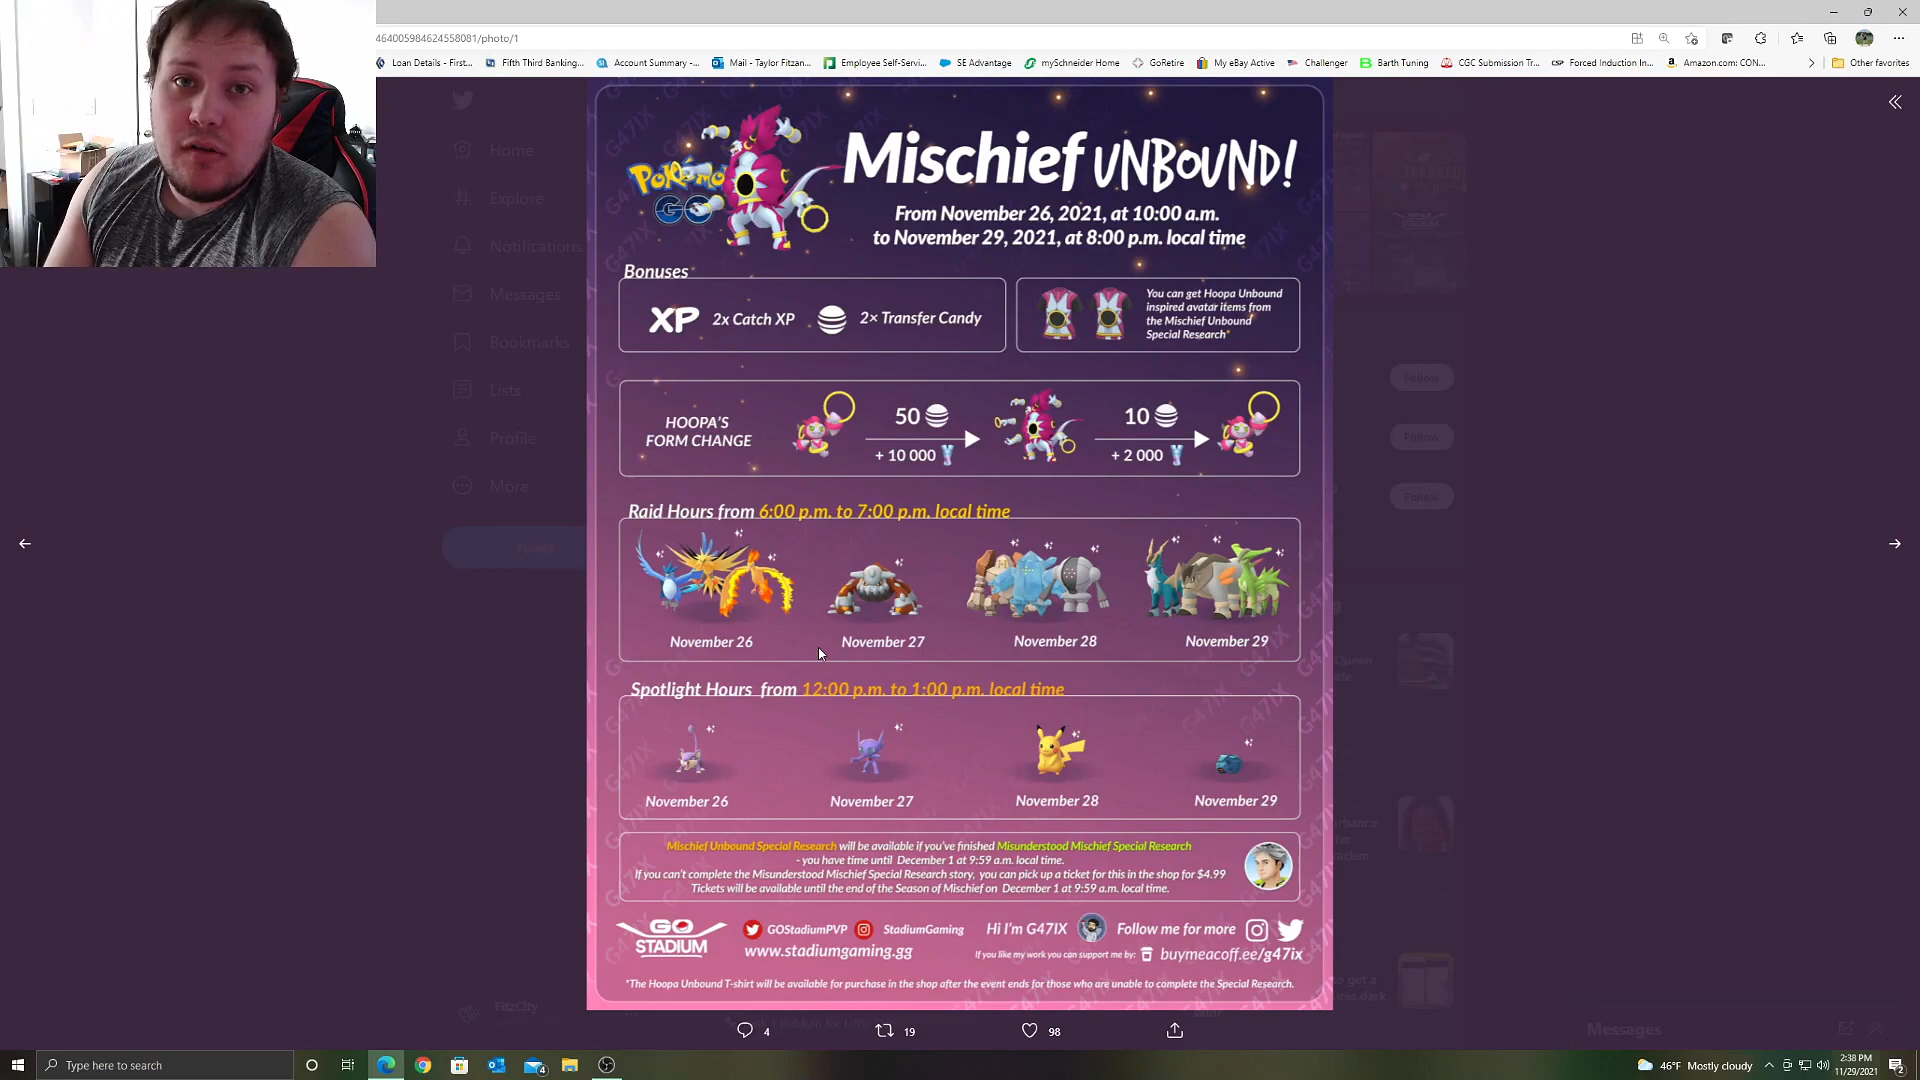 464005984624558081/photo/1
Loan Details - First...
Fifth Third Banking...
Account Summary -...
Mail - Taylor Fitzan...
Employee Self-Servi...
SE Advantage
mySchneider Home
GoRetire
My eBay Active
Challenger
Barth Tuning
CGC Submission Tr...
Forced Induction In...
Amazon.com: CON...
Other favorites
Home
Explore
Notifications
Messages
Bookmarks
Lists
Profile
More
Tweet
Follow
Follow
Follow
FitzCity
Messages
POKÉMON
GO
Mischief UNBOUND!
From November 26, 2021, at 10:00 a.m.
to November 29, 2021, at 8:00 p.m. local time
Bonuses
XP 2x Catch XP 2× Transfer Candy
You can get Hoopa Unbound
inspired avatar items from
the Mischief Unbound
Special Research*
HOOPA'S
FORM CHANGE
50
+ 10 000
10
+ 2 000
Raid Hours from 6:00 p.m. to 7:00 p.m. local time
November 26 November 27 November 28 November 29
Spotlight Hours from 12:00 p.m. to 1:00 p.m. local time
November 26 November 27 November 28 November 29
Mischief Unbound Special Research will be available if you've finished Misunderstood Mischief Special Research
- you have time until December 1 at 9:59 a.m. local time.
If you can't complete the Misunderstood Mischief Special Research story, you can pick up a ticket for this in the shop for $4.99
Tickets will be available until the end of the Season of Mischief on December 1 at 9:59 a.m. local time.
GO
STADIUM
GOStadiumPVP StadiumGaming
www.stadiumgaming.gg
Hi I'm G47IX Follow me for more
If you like my work you can support me by: buymeacoff.ee/g47ix
*The Hoopa Unbound T-shirt will be available for purchase in the shop after the event ends for those who are unable to complete the Special Research.
4 19 98
Type here to search
4
46°F Mostly cloudy
2:38 PM
11/29/2021
2